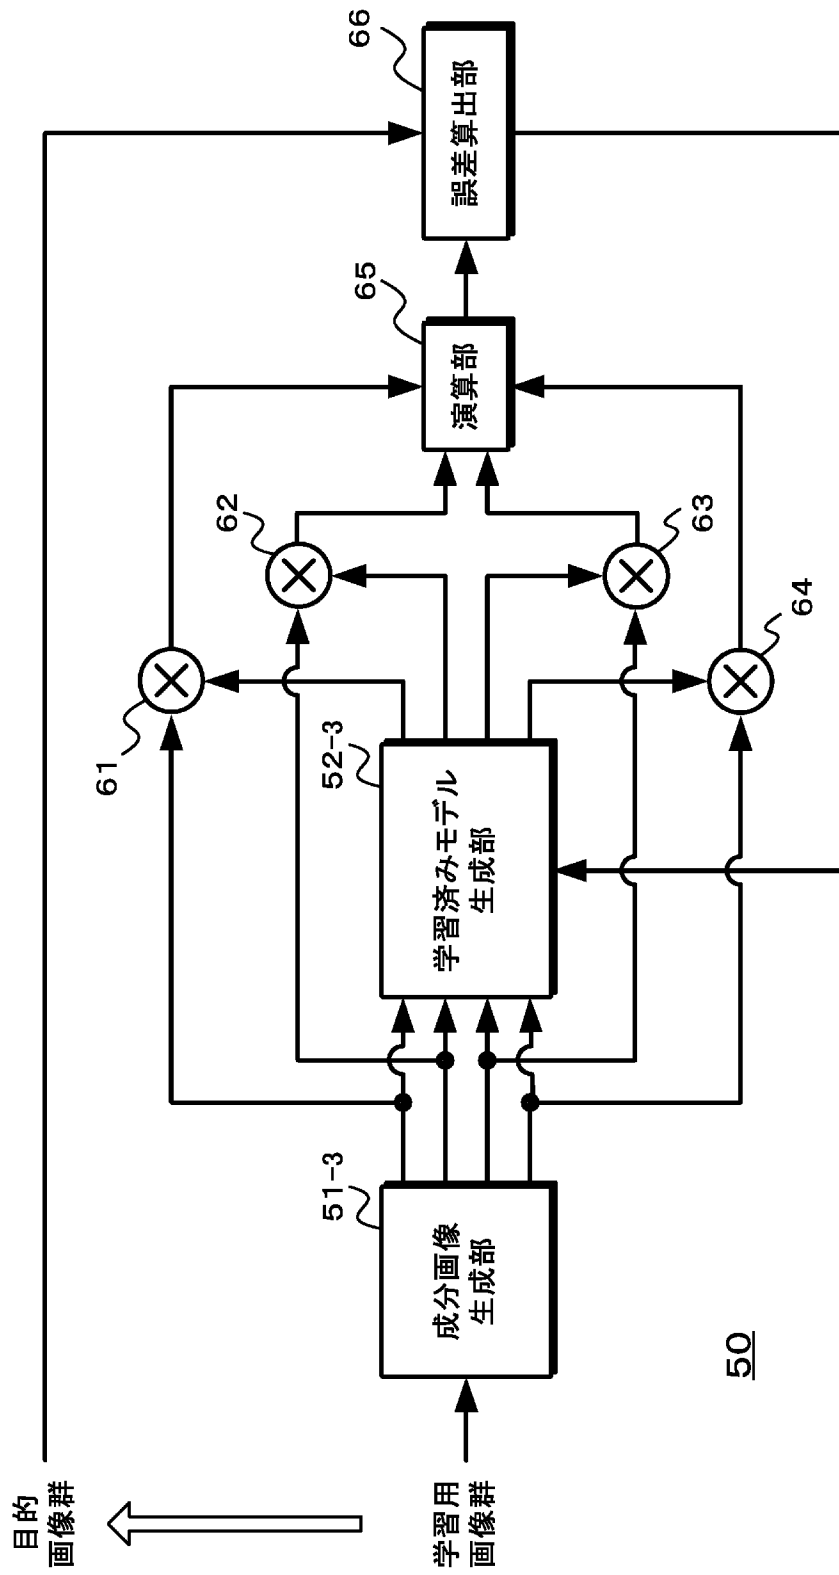 目的
画像群
学習用
画像群
50
51-3
成分画像
生成部
52-3
学習済みモデル
生成部
61
62
63
64
65
演算部
66
誤差算出部